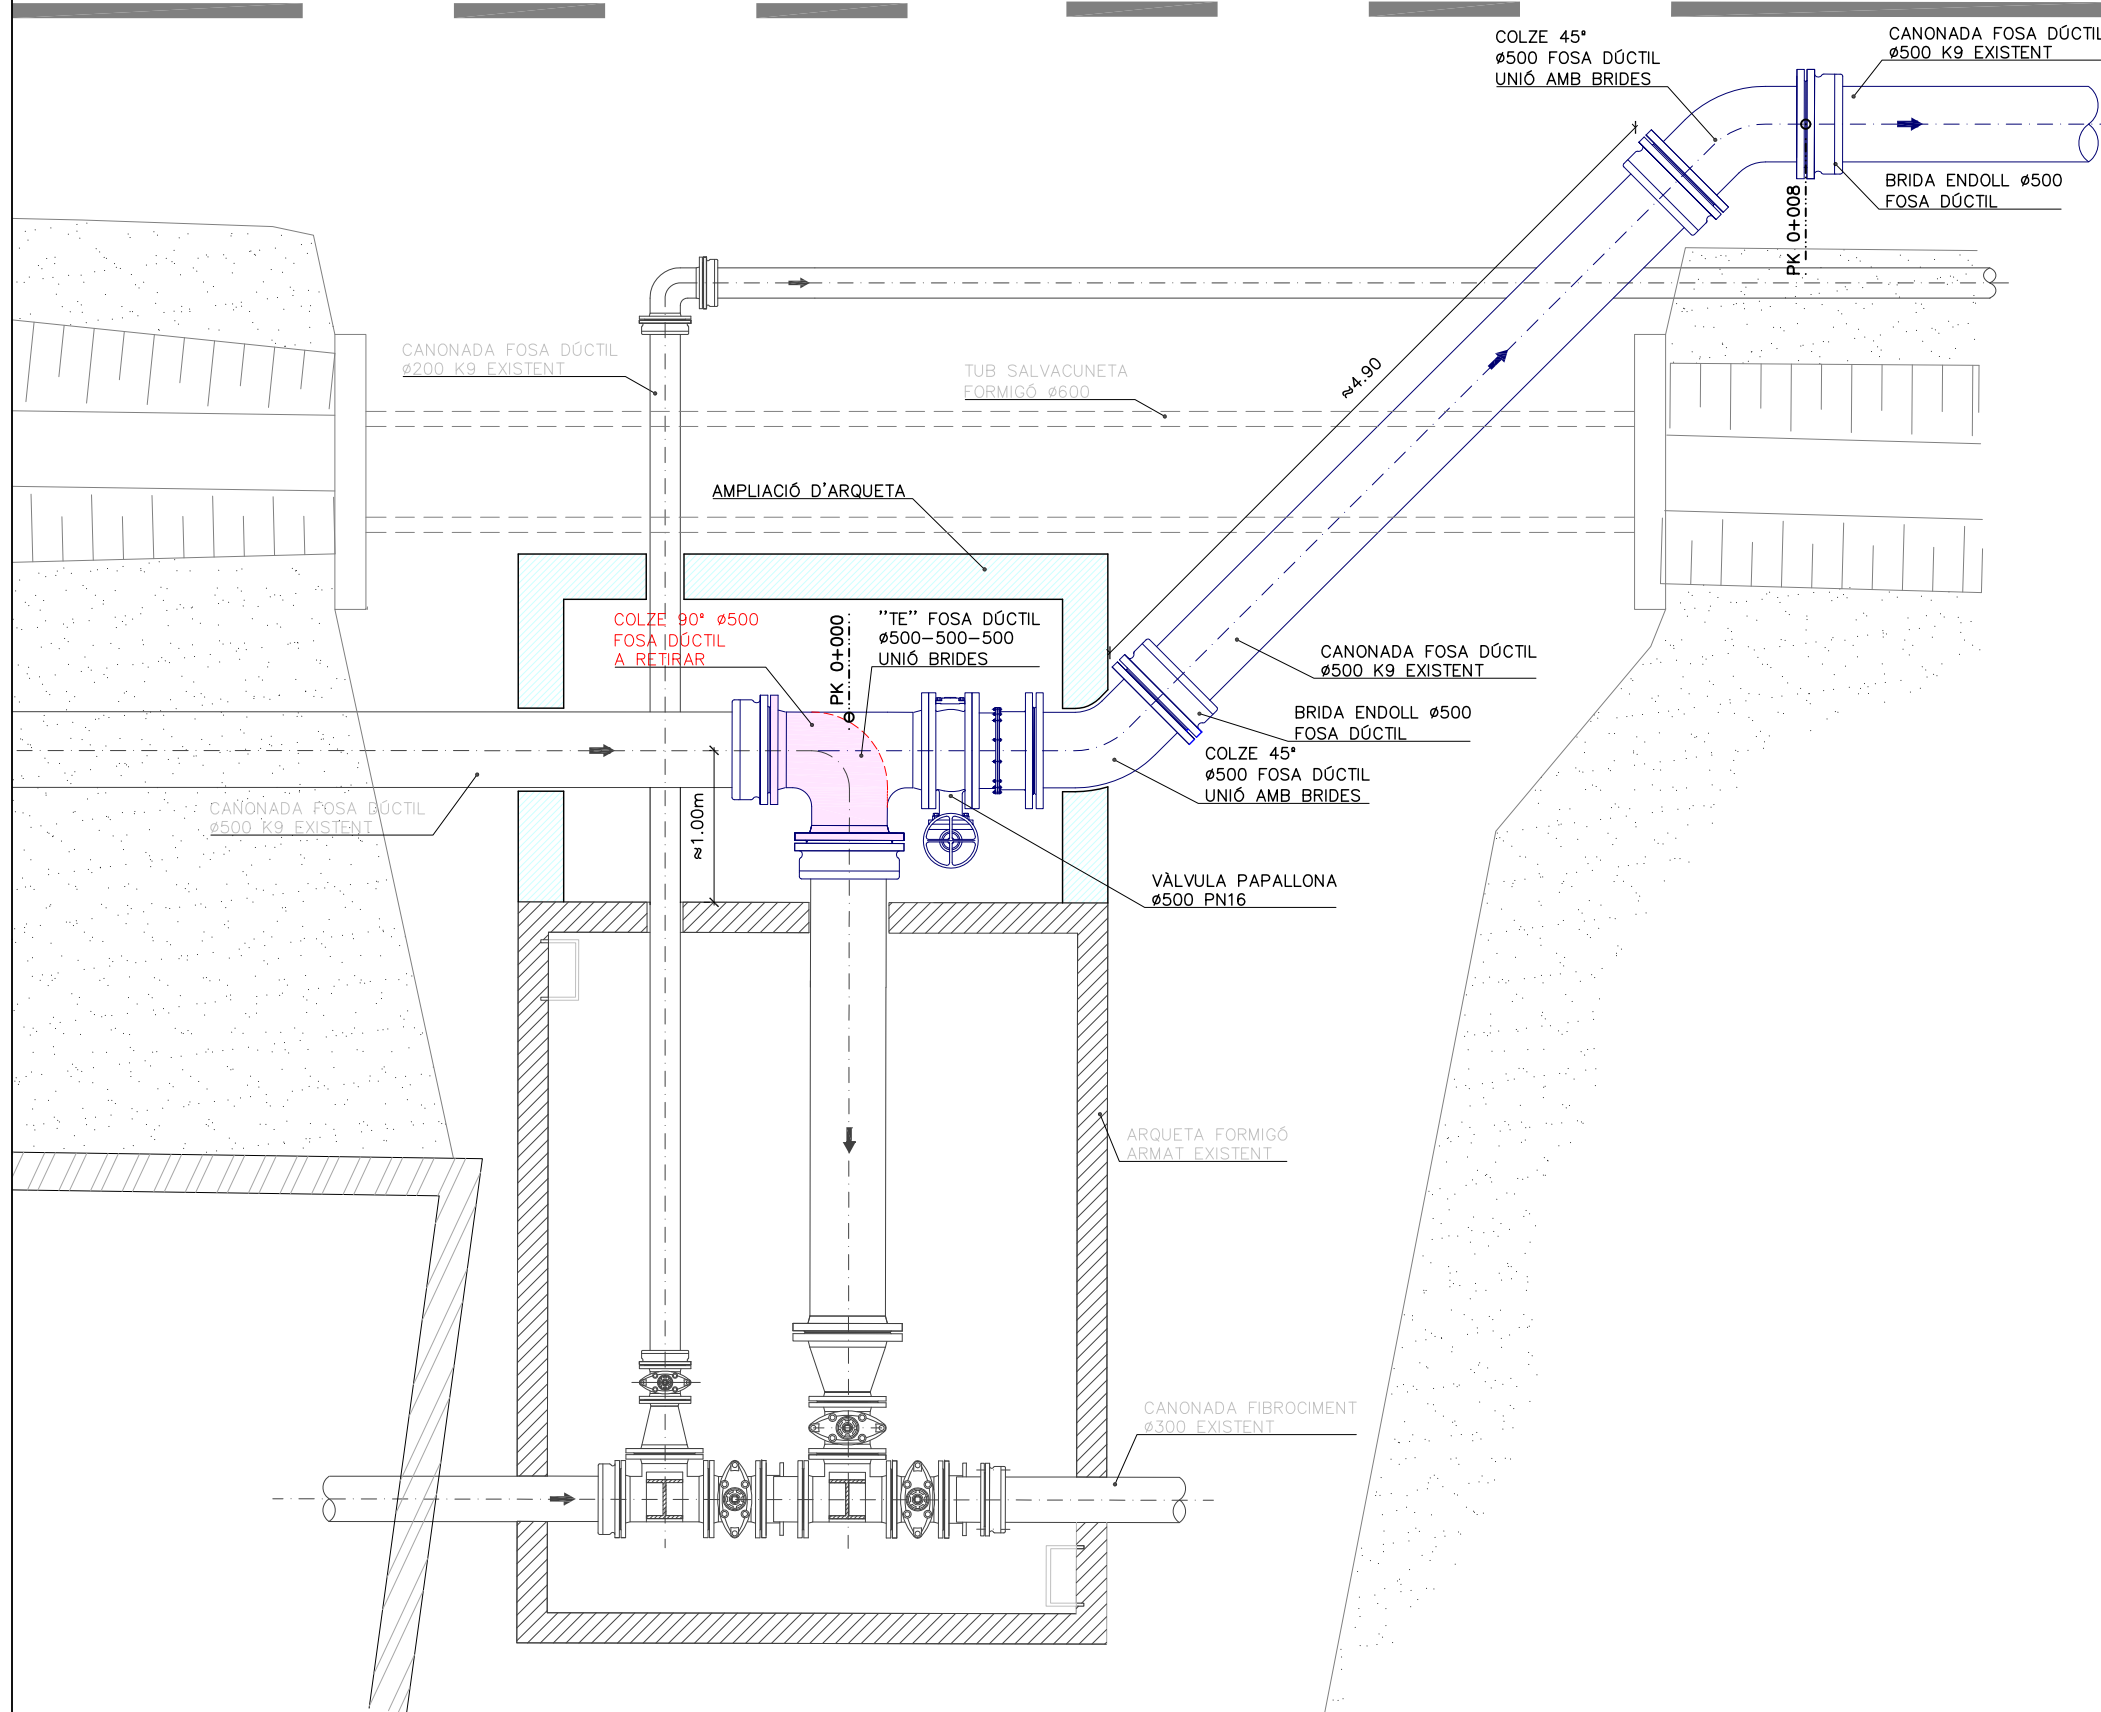 COLZE 45°
ø500 FOSA DÚCTIL
UNIÓ AMB BRIDES
CANONADA FOSA DÚCTIL
ø500 K9 EXISTENT
BRIDA ENDOLL ø500
FOSA DÚCTIL
PK 0+008
CANONADA FOSA DÚCTIL
ø200 K9 EXISTENT
TUB SALVACUNETA
FORMIGÓ ø600
≈4.90
AMPLIACIÓ D'ARQUETA
COLZE 90° ø500
FOSA DÚCTIL
A RETIRAR
PK 0+000
"TE" FOSA DÚCTIL
ø500-500-500
UNIÓ BRIDES
CANONADA FOSA DÚCTIL
ø500 K9 EXISTENT
BRIDA ENDOLL ø500
FOSA DÚCTIL
COLZE 45°
ø500 FOSA DÚCTIL
UNIÓ AMB BRIDES
CANONADA FOSA DÚCTIL
ø500 K9 EXISTENT
≈1.00m
VÀLVULA PAPALLONA
ø500 PN16
ARQUETA FORMIGÓ
ARMAT EXISTENT
CANONADA FIBROCIMENT
ø300 EXISTENT